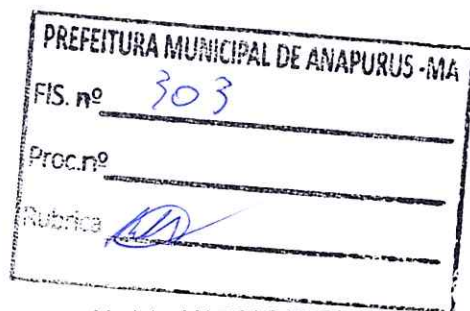 PREFEITURA MUNICIPAL DE ANAPURUS -MA
FIS. nº 303
Proc.nº
Rubrica